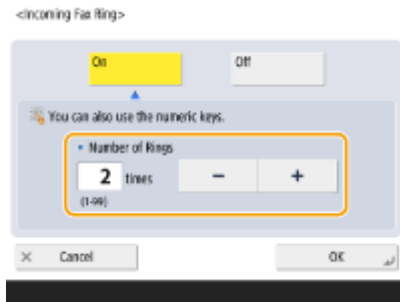 <Incoming Fax Ring>
On
Off
You can also use the numeric keys.
Number of Rings
2 times
− +
(1-99)
× Cancel
OK